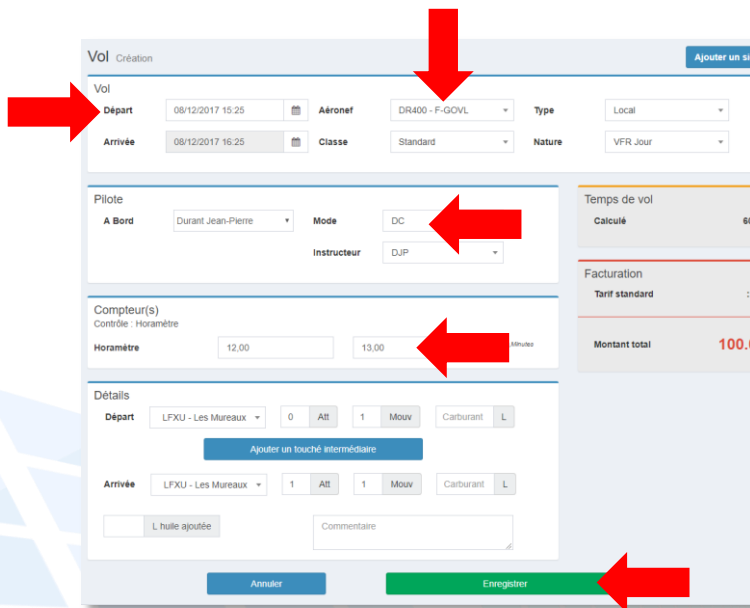 Vol Création
Ajouter un si
Vol
Départ 08/12/2017 15:25 Aéronef DR400 - F-GOVL Type Local
Arrivée 08/12/2017 16:25 Classe Standard Nature VFR Jour
Pilote
A Bord Durant Jean-Pierre Mode DC
Instructeur DJP
Temps de vol
Calculé 60
Facturation
Tarif standard :
Montant total 100.
Compteur(s)
Contrôle : Horamètre
Horamètre 12,00 13,00 Minutes
Détails
Départ LFXU - Les Mureaux 0 Att 1 Mouv Carburant L
Ajouter un touché intermédiaire
Arrivée LFXU - Les Mureaux 1 Att 1 Mouv Carburant L
L huile ajoutée Commentaire
Annuler Enregistrer